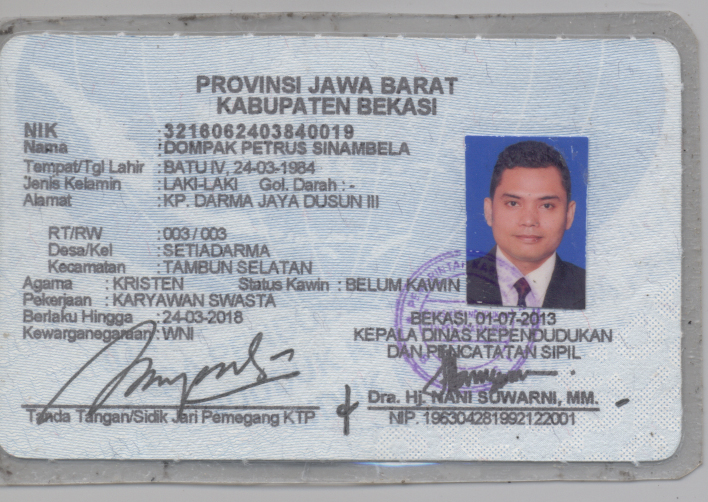 PROVINSI JAWA BARAT
KABUPATEN BEKASI
NIK : 3216062403840019
Nama : DOMPAK PETRUS SINAMBELA
Tempat/Tgl Lahir : BATU IV, 24-03-1984
Jenis Kelamin : LAKI-LAKI Gol. Darah : -
Alamat : KP. DARMA JAYA DUSUN III
RT/RW : 003 / 003
Desa/Kel : SETIADARMA
Kecamatan : TAMBUN SELATAN
Agama : KRISTEN Status Kawin : BELUM KAWIN
Pekerjaan : KARYAWAN SWASTA
Berlaku Hingga : 24-03-2018
Kewarganegaraan : WNI
BEKASI, 01-07-2013
KEPALA DINAS KEPENDUDUKAN
DAN PENCATATAN SIPIL
Tanda Tangan/Sidik Jari Pemegang KTP
Dra. Hj. NANI SUWARNI, MM.
NIP. 196304281992122001